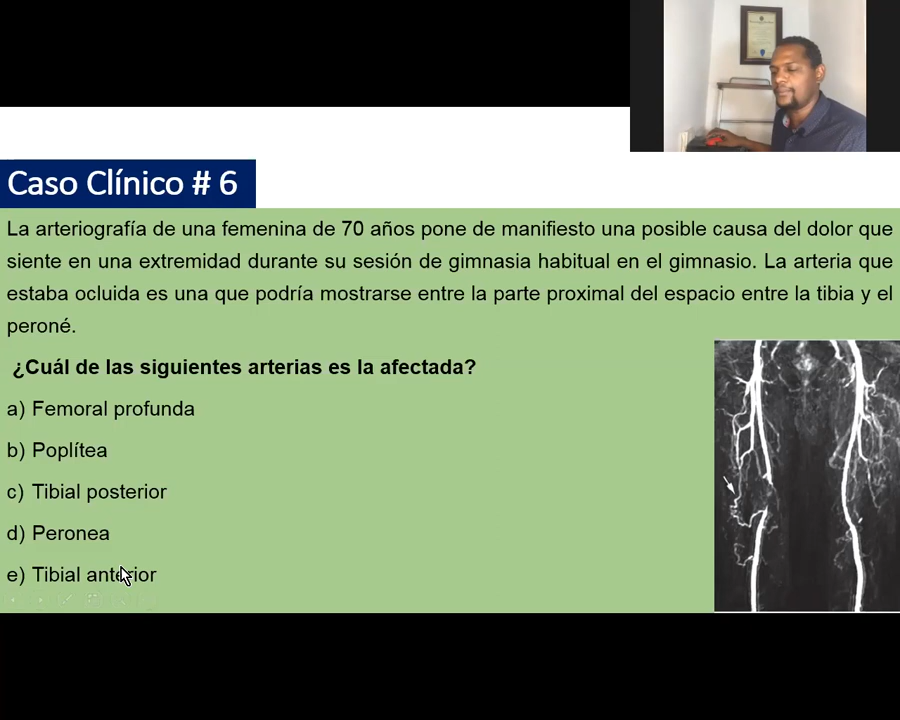 Caso Clínico # 6
La arteriografía de una femenina de 70 años pone de manifiesto una posible causa del dolor que
siente en una extremidad durante su sesión de gimnasia habitual en el gimnasio. La arteria que
estaba ocluida es una que podría mostrarse entre la parte proximal del espacio entre la tibia y el
peroné.
¿Cuál de las siguientes arterias es la afectada?
a) Femoral profunda
b) Poplítea
c) Tibial posterior
d) Peronea
e) Tibial anterior